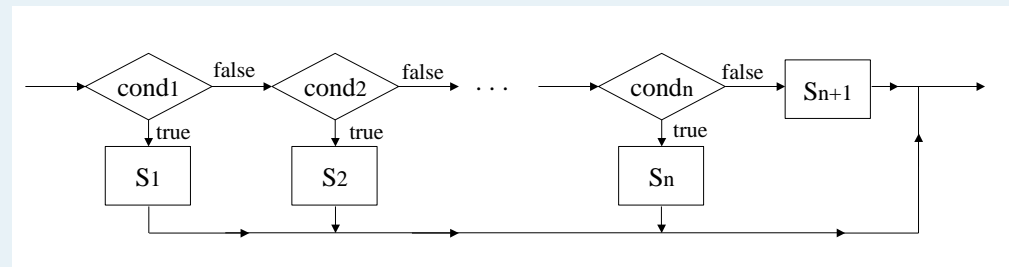 cond1 false cond2 false . . . condn false Sn+1
true true true
S1 S2 Sn